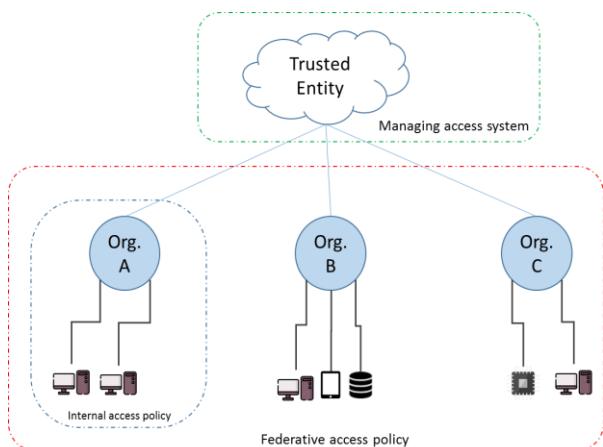 Trusted
Entity
Managing access system
Org.
A
Org.
B
Org.
C
Internal access policy
Federative access policy